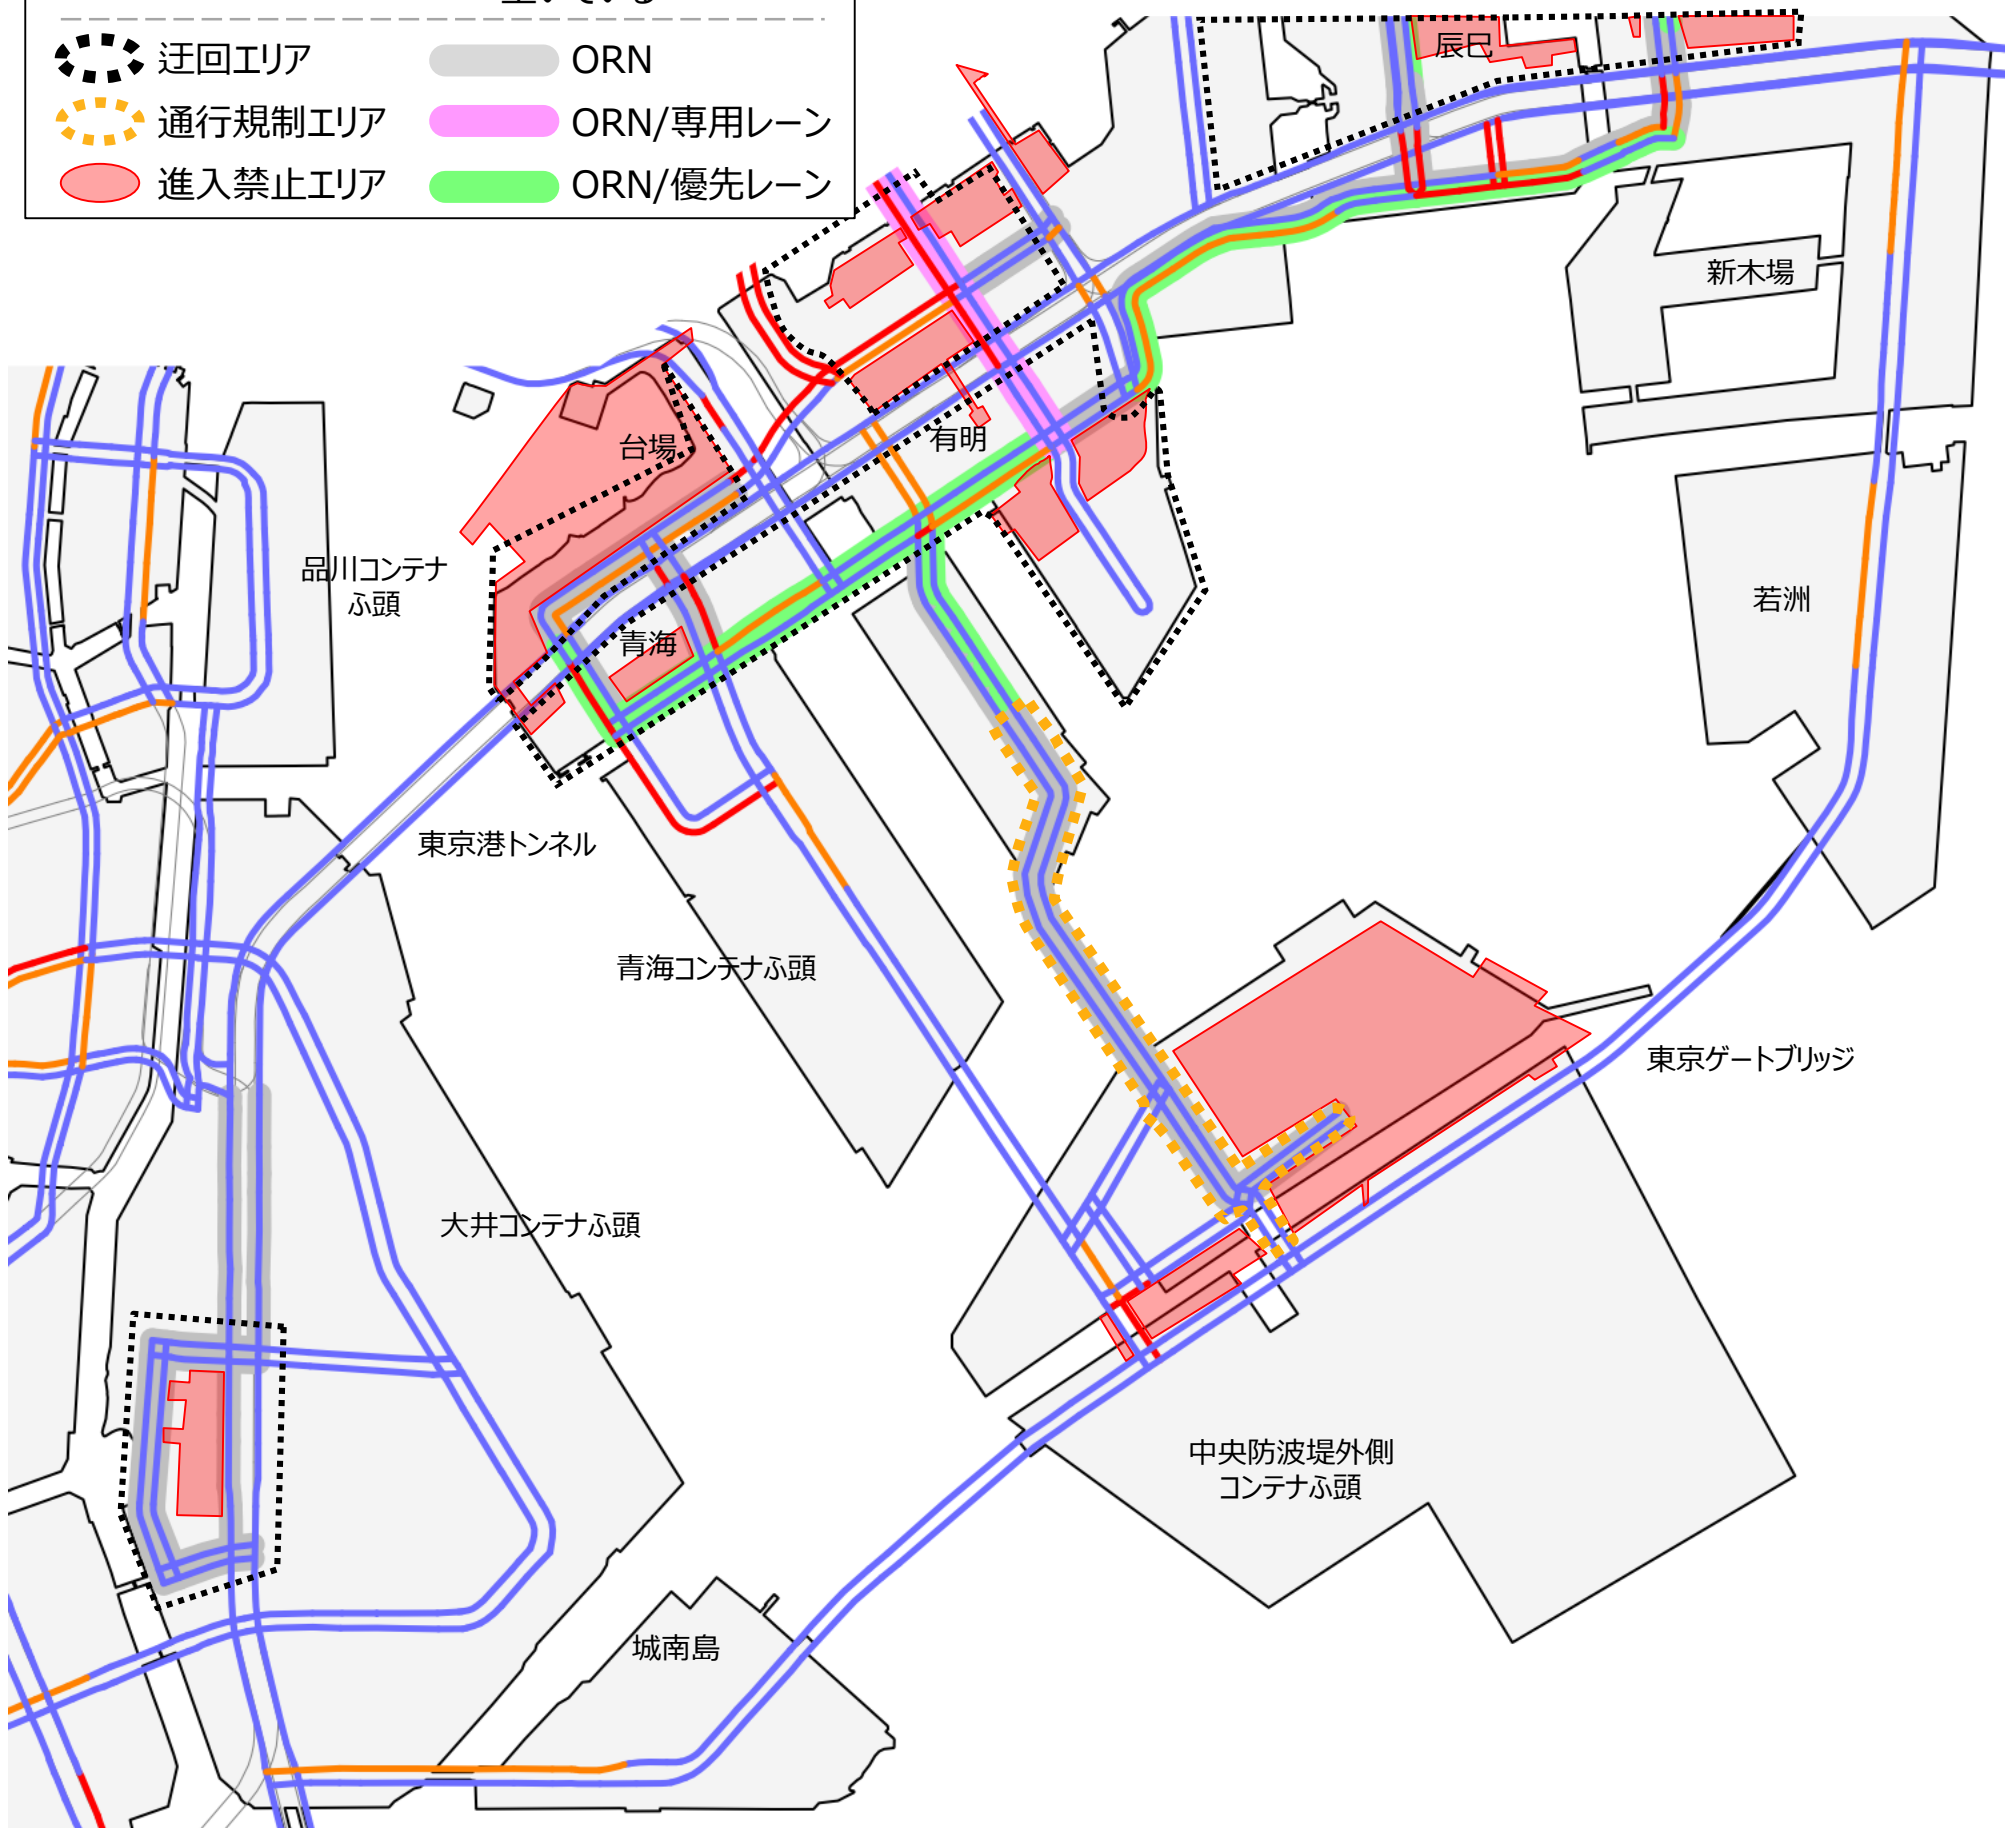 空いている
迂回エリア
ORN
通行規制エリア
ORN/専用レーン
進入禁止エリア
ORN/優先レーン
辰巳
新木場
台場
有明
品川コンテナ
ふ頭
若洲
青海
東京港トンネル
青海コンテナふ頭
東京ゲートブリッジ
大井コンテナふ頭
中央防波堤外側
コンテナふ頭
城南島